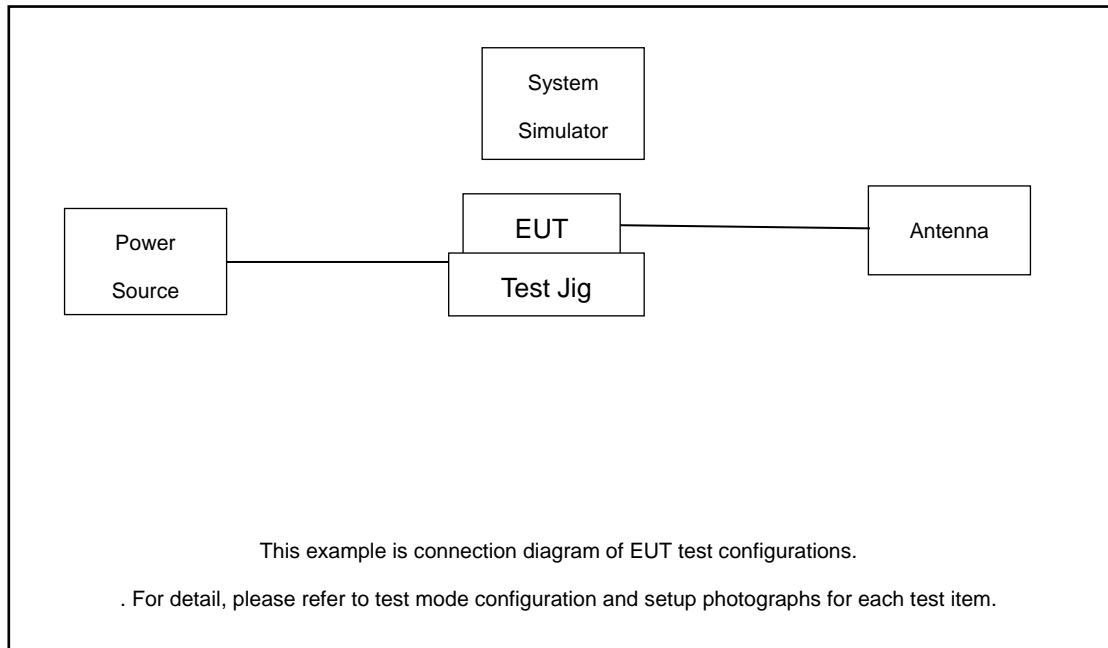 System
Simulator
Power
Source
EUT
Test Jig
Antenna
This example is connection diagram of EUT test configurations.
. For detail, please refer to test mode configuration and setup photographs for each test item.